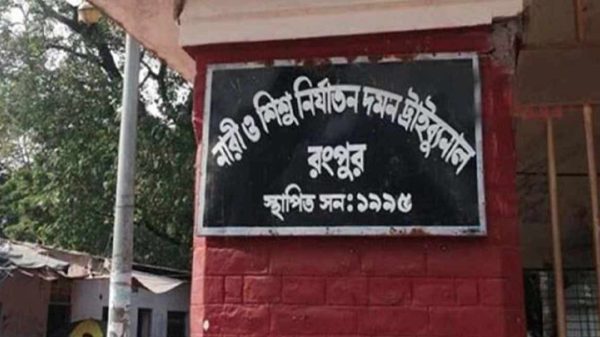 নারী ও শিশু নির্যাতন দমন ট্রাইব্যুনাল
রংপুর
স্থাপিত সন: ১৯৯৫